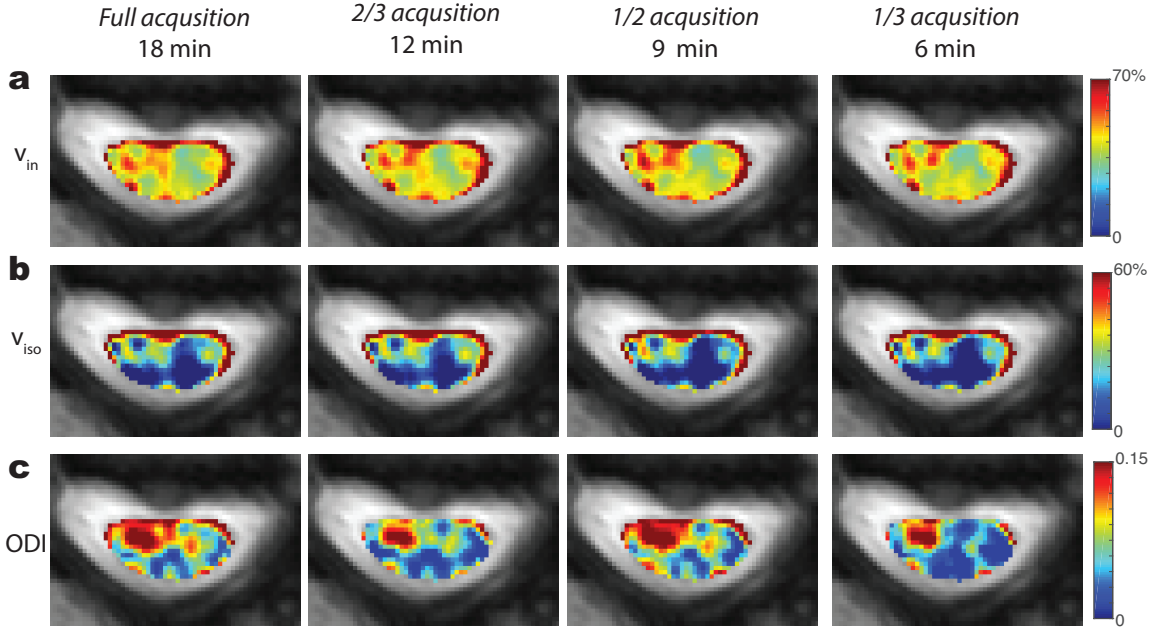 Full acqusition
2/3 acqusition
1/2 acqusition
1/3 acqusition
18 min
12 min
9 min
6 min
a
v_in
70%
0
b
v_iso
60%
0
c
ODI
0.15
0